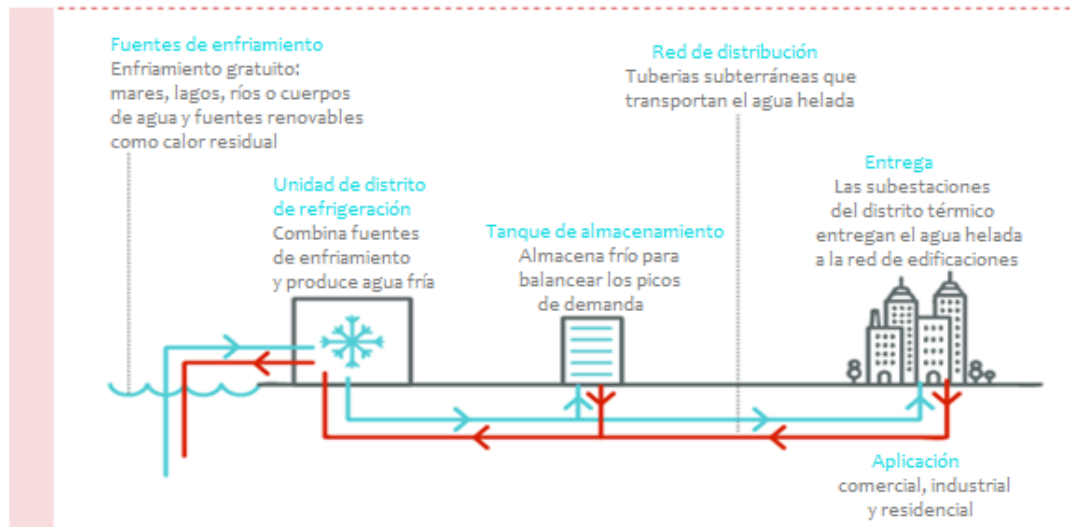 Fuentes de enfriamiento
Enfriamiento gratuito:
mares, lagos, ríos o cuerpos
de agua y fuentes renovables
como calor residual
Unidad de distrito
de refrigeración
Combina fuentes
de enfriamiento
y produce agua fría
Tanque de almacenamiento
Almacena frío para
balancear los picos
de demanda
Red de distribución
Tuberias subterráneas que
transportan el agua helada
Entrega
Las subestaciones
del distrito térmico
entregan el agua helada
a la red de edificaciones
Aplicación
comercial, industrial
y residencial